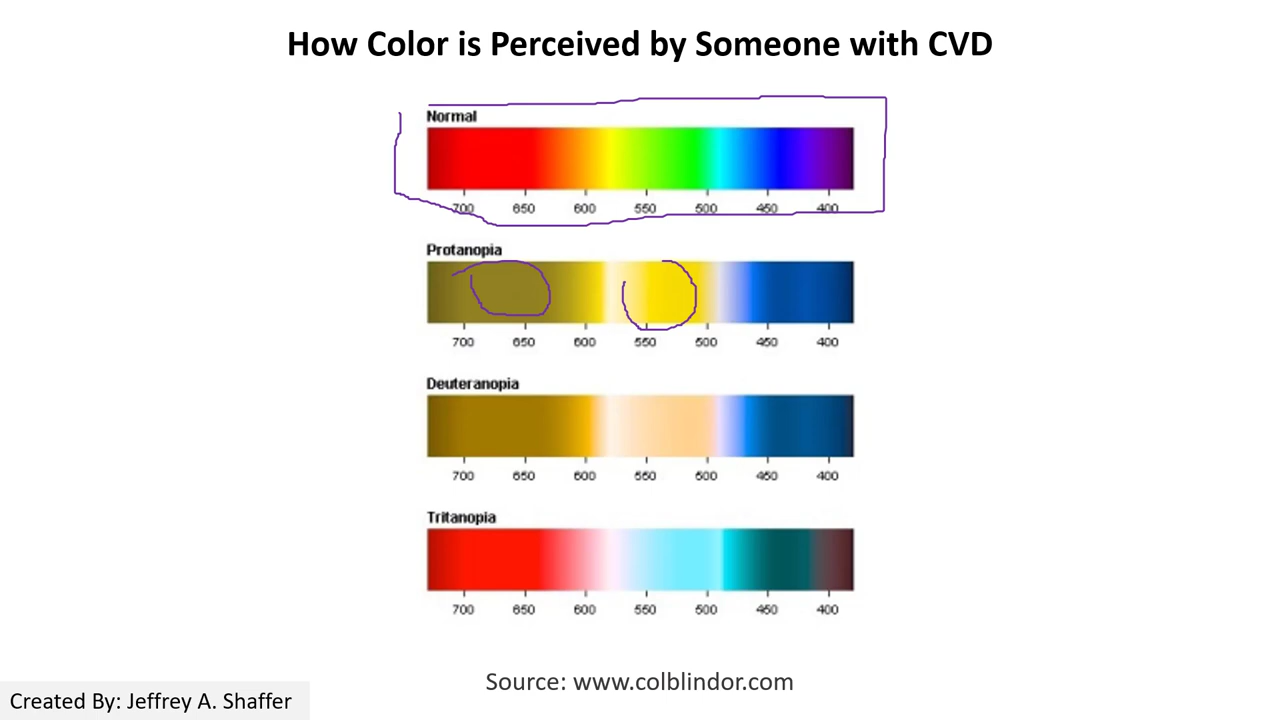 How Color is Perceived by Someone with CVD
Normal
700 650 600 550 500 450 400
Protanopia
700 650 600 550 500 450 400
Deuteranopia
700 650 600 550 500 450 400
Tritanopia
700 650 600 550 500 450 400
Source: www.colblindor.com
Created By: Jeffrey A. Shaffer